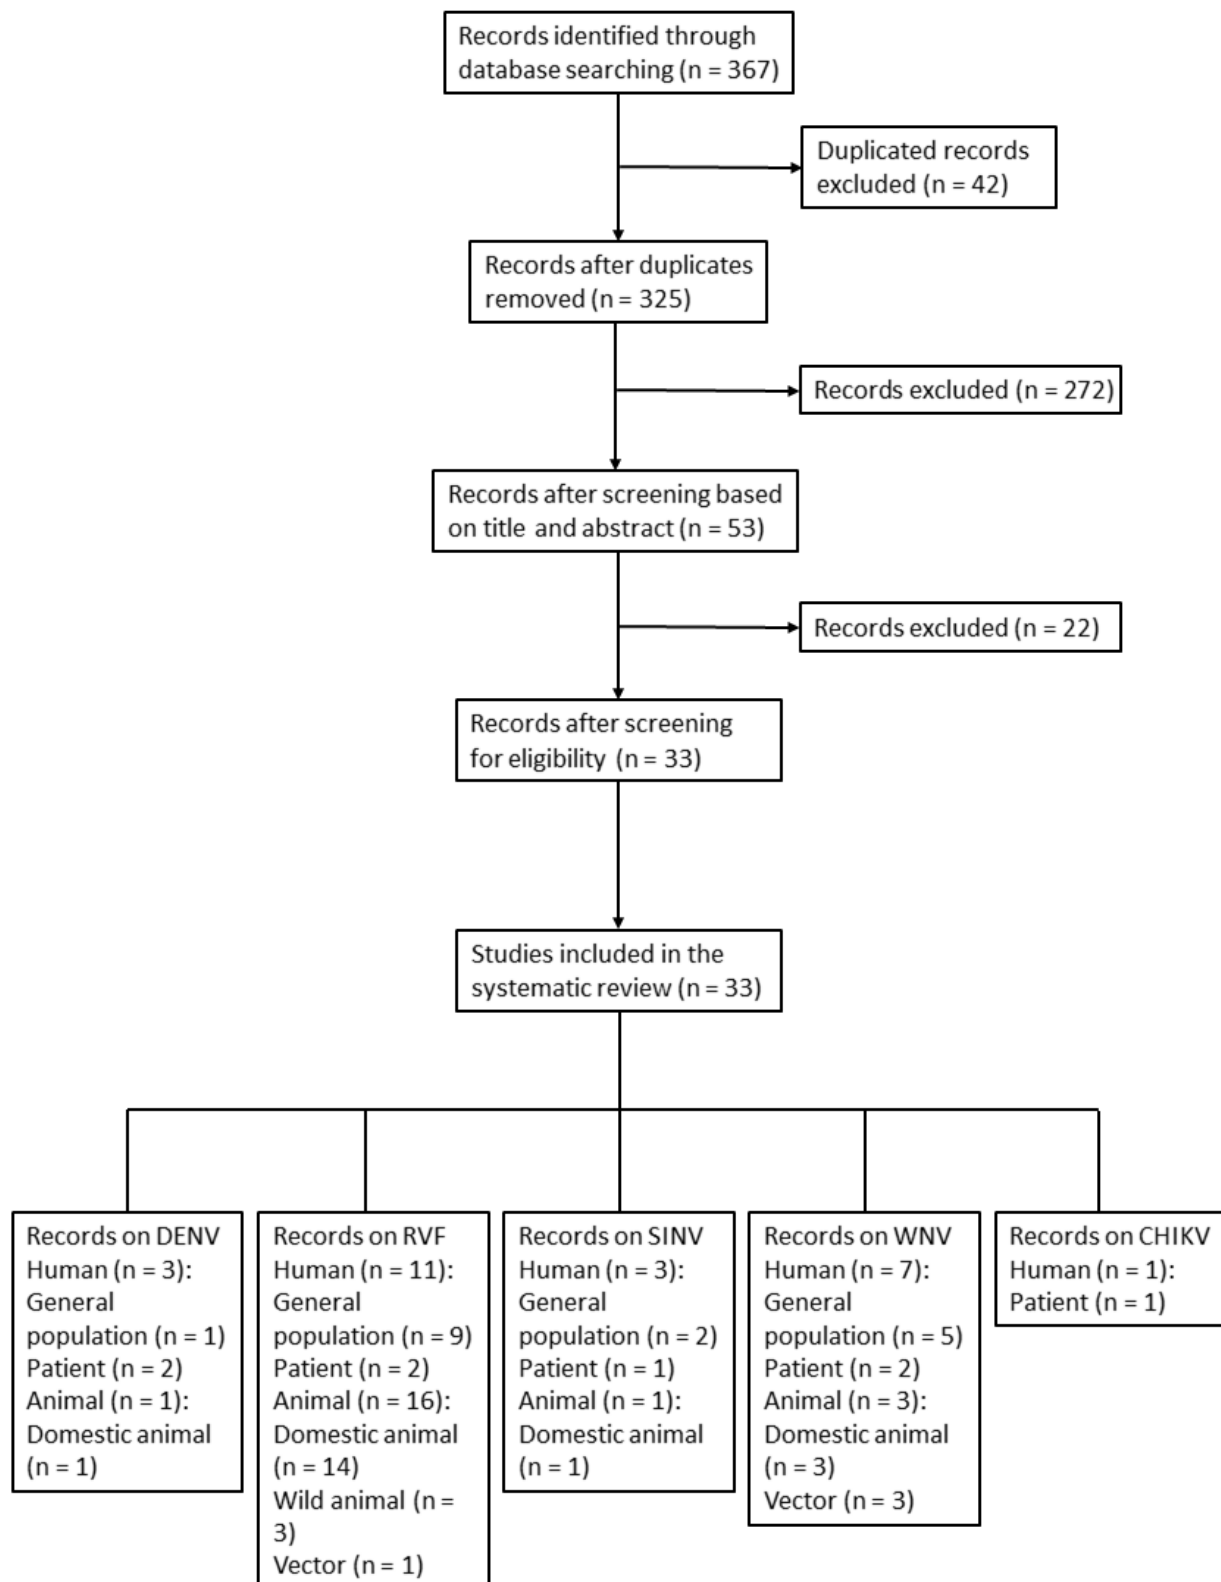 Records identified through
database searching (n = 367)
Duplicated records
excluded (n = 42)
Records after duplicates
removed (n = 325)
Records excluded (n = 272)
Records after screening based
on title and abstract (n = 53)
Records excluded (n = 22)
Records after screening
for eligibility (n = 33)
Studies included in the
systematic review (n = 33)
Records on DENV
Human (n = 3):
General
population (n = 1)
Patient (n = 2)
Animal (n = 1):
Domestic animal
(n = 1)
Records on RVF
Human (n = 11):
General
population (n = 9)
Patient (n = 2)
Animal (n = 16):
Domestic animal
(n = 14)
Wild animal (n =
3)
Vector (n = 1)
Records on SINV
Human (n = 3):
General
population (n = 2)
Patient (n = 1)
Animal (n = 1):
Domestic animal
(n = 1)
Records on WNV
Human (n = 7):
General
population (n = 5)
Patient (n = 2)
Animal (n = 3):
Domestic animal
(n = 3)
Vector (n = 3)
Records on CHIKV
Human (n = 1):
Patient (n = 1)